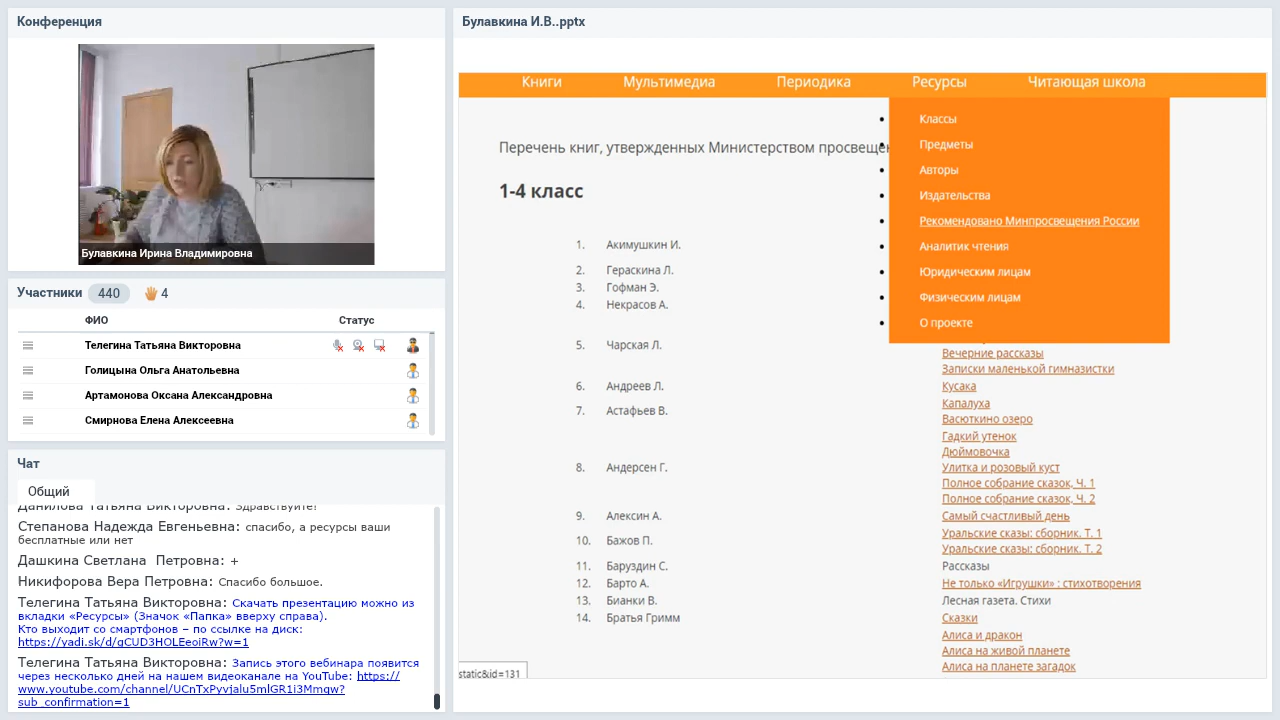 Конференция
Булавкина Ирина Владимировна
Участники 440 4
ФИО Статус
Телегина Татьяна Викторовна
Голицына Ольга Анатольевна
Артамонова Оксана Александровна
Смирнова Елена Алексеевна
Чат
Общий
Данилова Татьяна Викторовна: Здравствуйте!
Степанова Надежда Евгеньевна: спасибо, а ресурсы ваши
бесплатные или нет
Дашкина Светлана Петровна: +
Никифорова Вера Петровна: Спасибо большое.
Телегина Татьяна Викторовна: Скачать презентацию можно из
вкладки «Ресурсы» (Значок «Папка» вверху справа).
Кто выходит со смартфонов – по ссылке на диск:
https://yadi.sk/d/gCUD3HOLEeoiRw?w=1
Телегина Татьяна Викторовна: Запись этого вебинара появится
через несколько дней на нашем видеоканале на YouTube: https://
www.youtube.com/channel/UCnTxPyvjalu5mlGR1i3Mmqw?
sub_confirmation=1
Булавкина И.В..pptx
Книги Мультимедиа Периодика Ресурсы Читающая школа
Классы
Предметы
Авторы
Издательства
Рекомендовано Минпросвещения России
Аналитик чтения
Юридическим лицам
Физическим лицам
О проекте
Перечень книг, утвержденных Министерством просвещен
1-4 класс
1. Акимушкин И.
2. Гераскина Л.
3. Гофман Э.
4. Некрасов А.
5. Чарская Л.
6. Андреев Л.
7. Астафьев В.
8. Андерсен Г.
9. Алексин А.
10. Бажов П.
11. Баруздин С.
12. Барто А.
13. Бианки В.
14. Братья Гримм
Вечерние рассказы
Записки маленькой гимназистки
Кусака
Капалуха
Васюткино озеро
Гадкий утенок
Дюймовочка
Улитка и розовый куст
Полное собрание сказок, Ч. 1
Полное собрание сказок, Ч. 2
Самый счастливый день
Уральские сказы: сборник. Т. 1
Уральские сказы: сборник. Т. 2
Рассказы
Не только «Игрушки» : стихотворения
Лесная газета. Стихи
Сказки
Алиса и дракон
Алиса на живой планете
Алиса на планете загадок
static&id=131